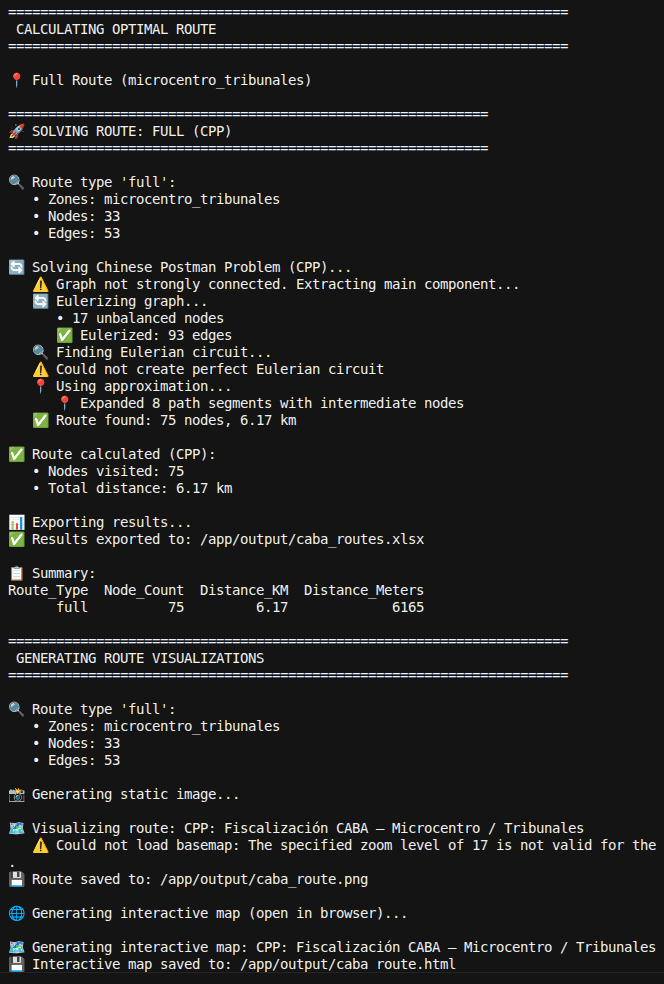 ======================================================================
CALCULATING OPTIMAL ROUTE
======================================================================
📍 Full Route (microcentro_tribunales)
============================================================
🚀 SOLVING ROUTE: FULL (CPP)
============================================================
🔍 Route type 'full':
• Zones: microcentro_tribunales
• Nodes: 33
• Edges: 53
🔄 Solving Chinese Postman Problem (CPP)...
⚠️ Graph not strongly connected. Extracting main component...
🔄 Eulerizing graph...
• 17 unbalanced nodes
✅ Eulerized: 93 edges
🔍 Finding Eulerian circuit...
⚠️ Could not create perfect Eulerian circuit
📍 Using approximation...
📍 Expanded 8 path segments with intermediate nodes
✅ Route found: 75 nodes, 6.17 km
✅ Route calculated (CPP):
• Nodes visited: 75
• Total distance: 6.17 km
📊 Exporting results...
✅ Results exported to: /app/output/caba_routes.xlsx
📋 Summary:
Route_Type  Node_Count  Distance_KM  Distance_Meters
full          75         6.17             6165
======================================================================
GENERATING ROUTE VISUALIZATIONS
======================================================================
🔍 Route type 'full':
• Zones: microcentro_tribunales
• Nodes: 33
• Edges: 53
📸 Generating static image...
🗺️ Visualizing route: CPP: Fiscalización CABA — Microcentro / Tribunales
⚠️ Could not load basemap: The specified zoom level of 17 is not valid for the
.
💾 Route saved to: /app/output/caba_route.png
🌐 Generating interactive map (open in browser)...
🗺️ Generating interactive map: CPP: Fiscalización CABA — Microcentro / Tribunales
💾 Interactive map saved to: /app/output/caba_route.html